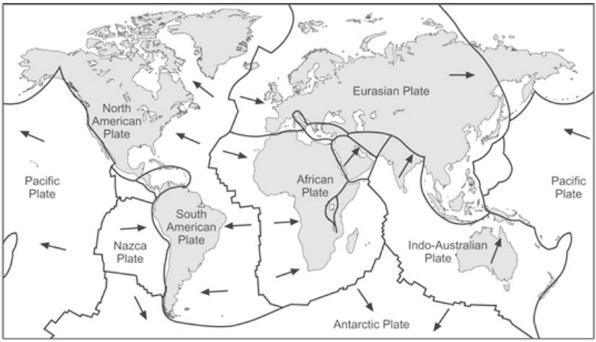 North
American
Plate
Eurasian Plate
Pacific
Plate
African
Plate
Pacific
Plate
South
American
Plate
Nazca
Plate
Indo-Australian
Plate
Antarctic Plate